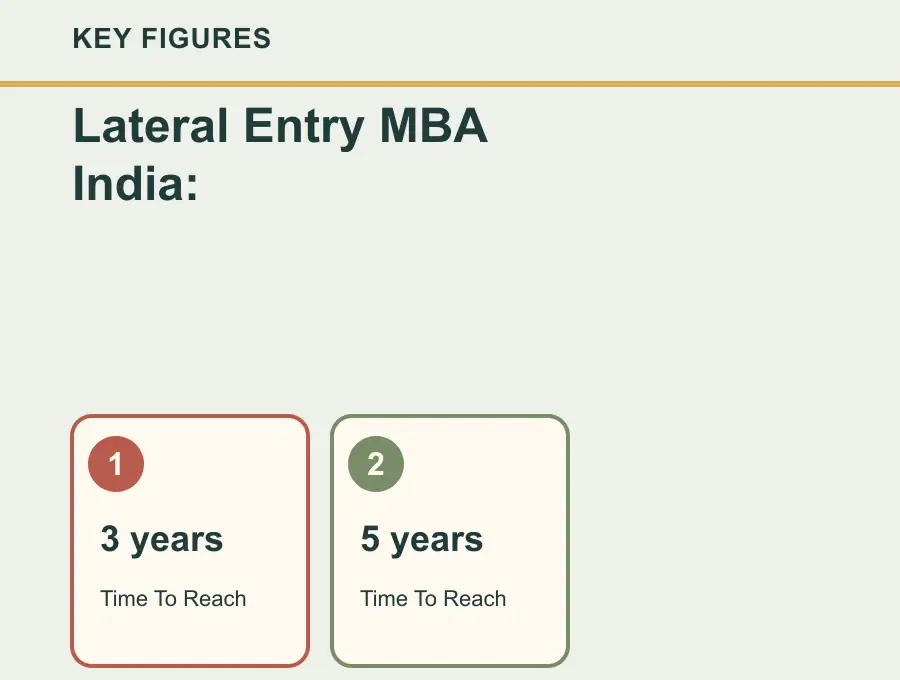 KEY FIGURES
Lateral Entry MBA
India:
1
3 years
Time To Reach
2
5 years
Time To Reach